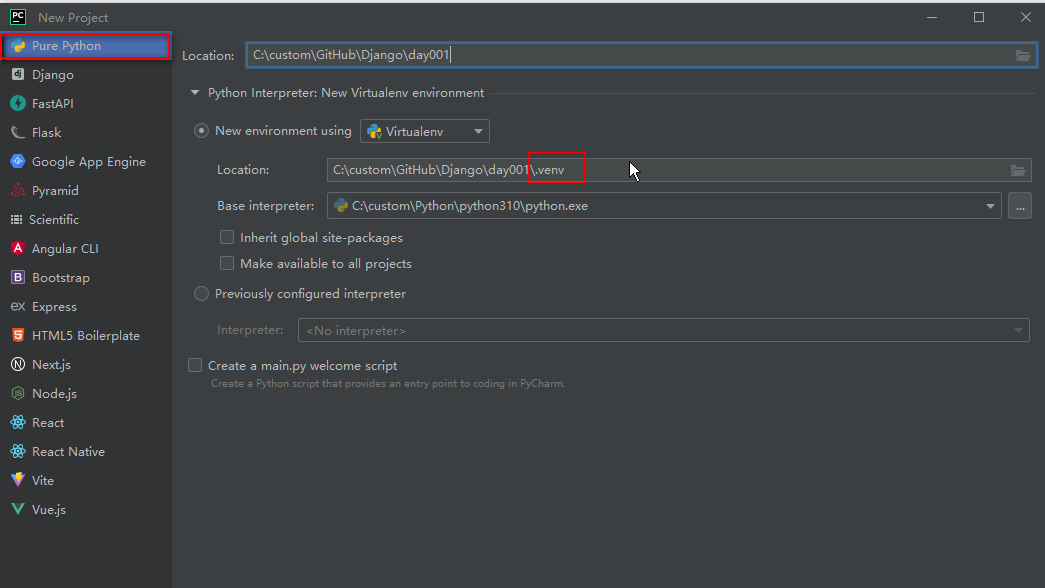 PC New Project
Pure Python
Django
FastAPI
Flask
Google App Engine
Pyramid
Scientific
Angular CLI
Bootstrap
Express
HTML5 Boilerplate
Next.js
Node.js
React
React Native
Vite
Vue.js
Location: C:\custom\GitHub\Django\day001
Python Interpreter: New Virtualenv environment
New environment using Virtualenv
Location: C:\custom\GitHub\Django\day001\.venv
Base interpreter: C:\custom\Python\python310\python.exe ...
Inherit global site-packages
Make available to all projects
Previously configured interpreter
Interpreter: <No interpreter>
Create a main.py welcome script
Create a Python script that provides an entry point to coding in PyCharm.